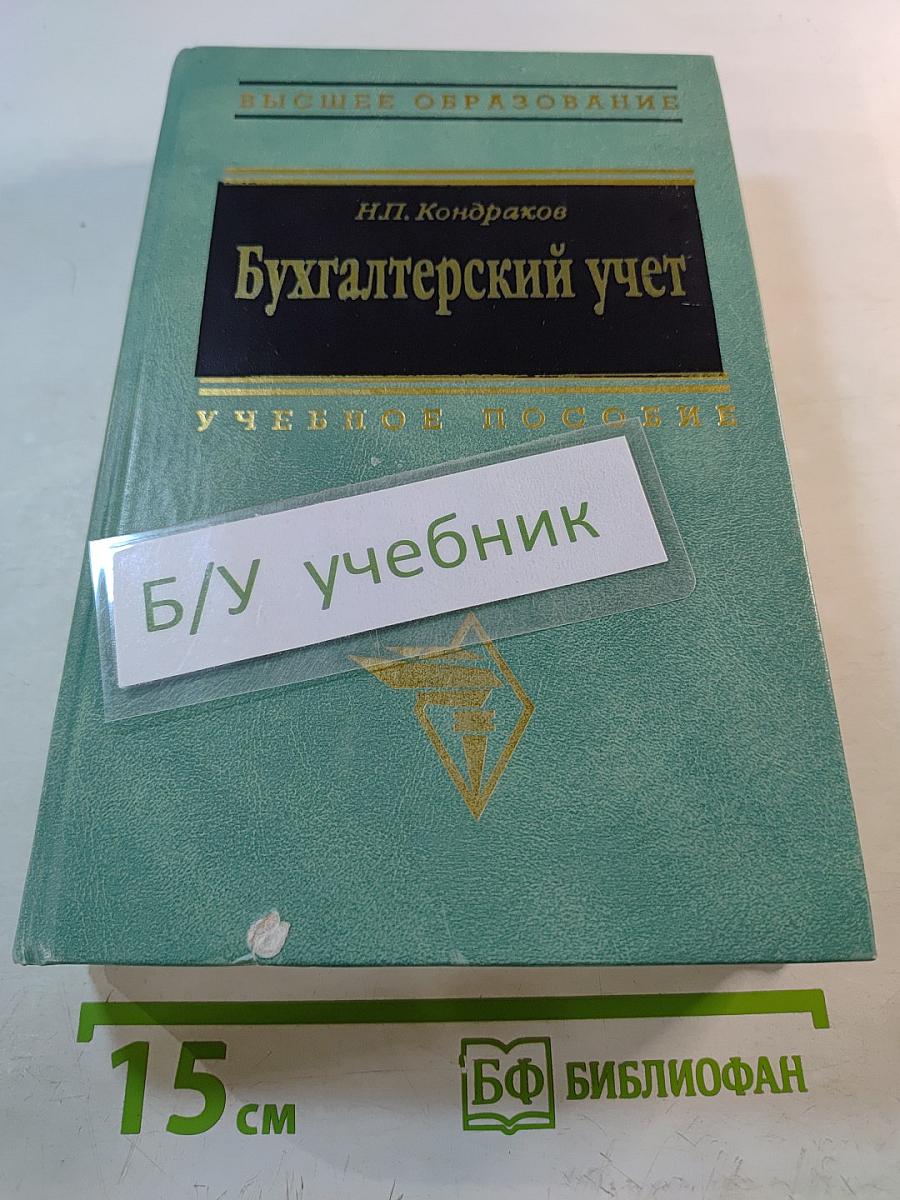 ВЫСШЕЕ ОБРАЗОВАНИЕ
Н.П. Кондраков
Бухгалтерский учет
УЧЕБНОЕ ПОСОБИЕ
Б/У учебник
15 см
БФ БИБЛИОФАН